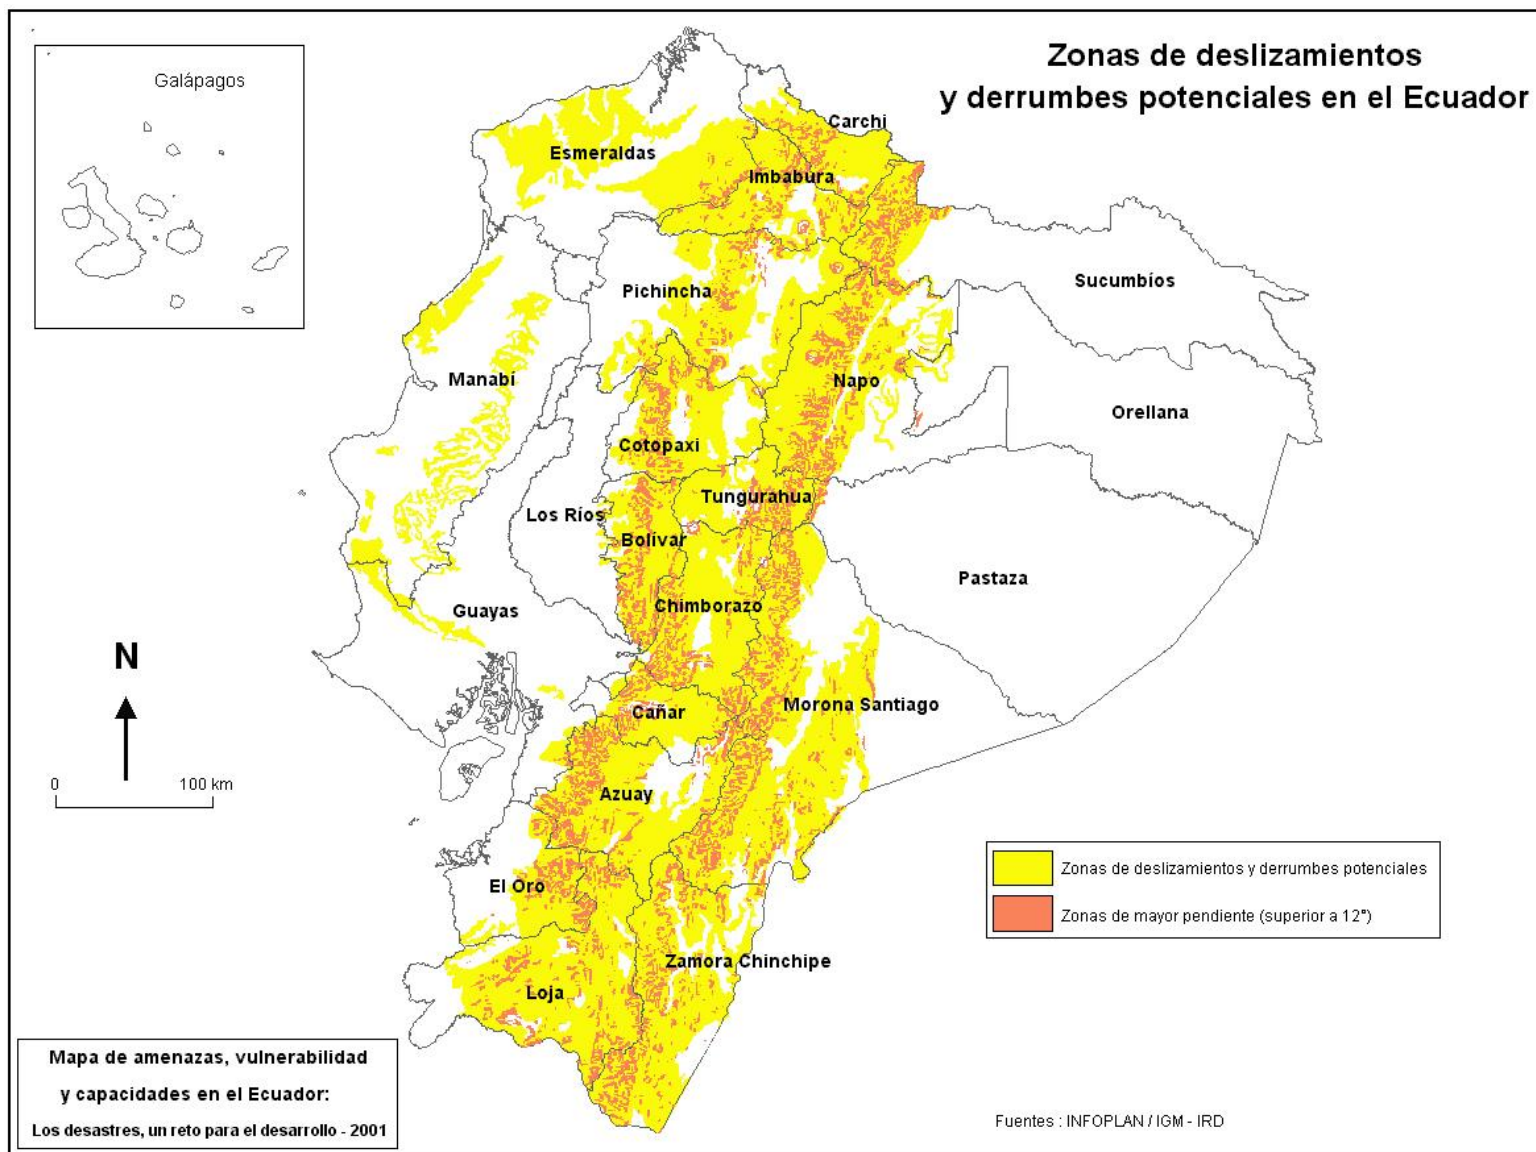 Zonas de deslizamientos
y derrumbes potenciales en el Ecuador
Galápagos
Carchi
Esmeraldas
Imbabura
Sucumbíos
Pichincha
Manabí
Napo
Orellana
Cotopaxi
Tungurahua
Los Ríos
Bolívar
Pastaza
Chimborazo
Guayas
N
Morona Santiago
Cañar
0 100 km
Azuay
El Oro
Zamora Chinchipe
Loja
Zonas de deslizamientos y derrumbes potenciales
Zonas de mayor pendiente (superior a 12°)
Mapa de amenazas, vulnerabilidad
y capacidades en el Ecuador:
Los desastres, un reto para el desarrollo - 2001
Fuentes : INFOPLAN / IGM - IRD